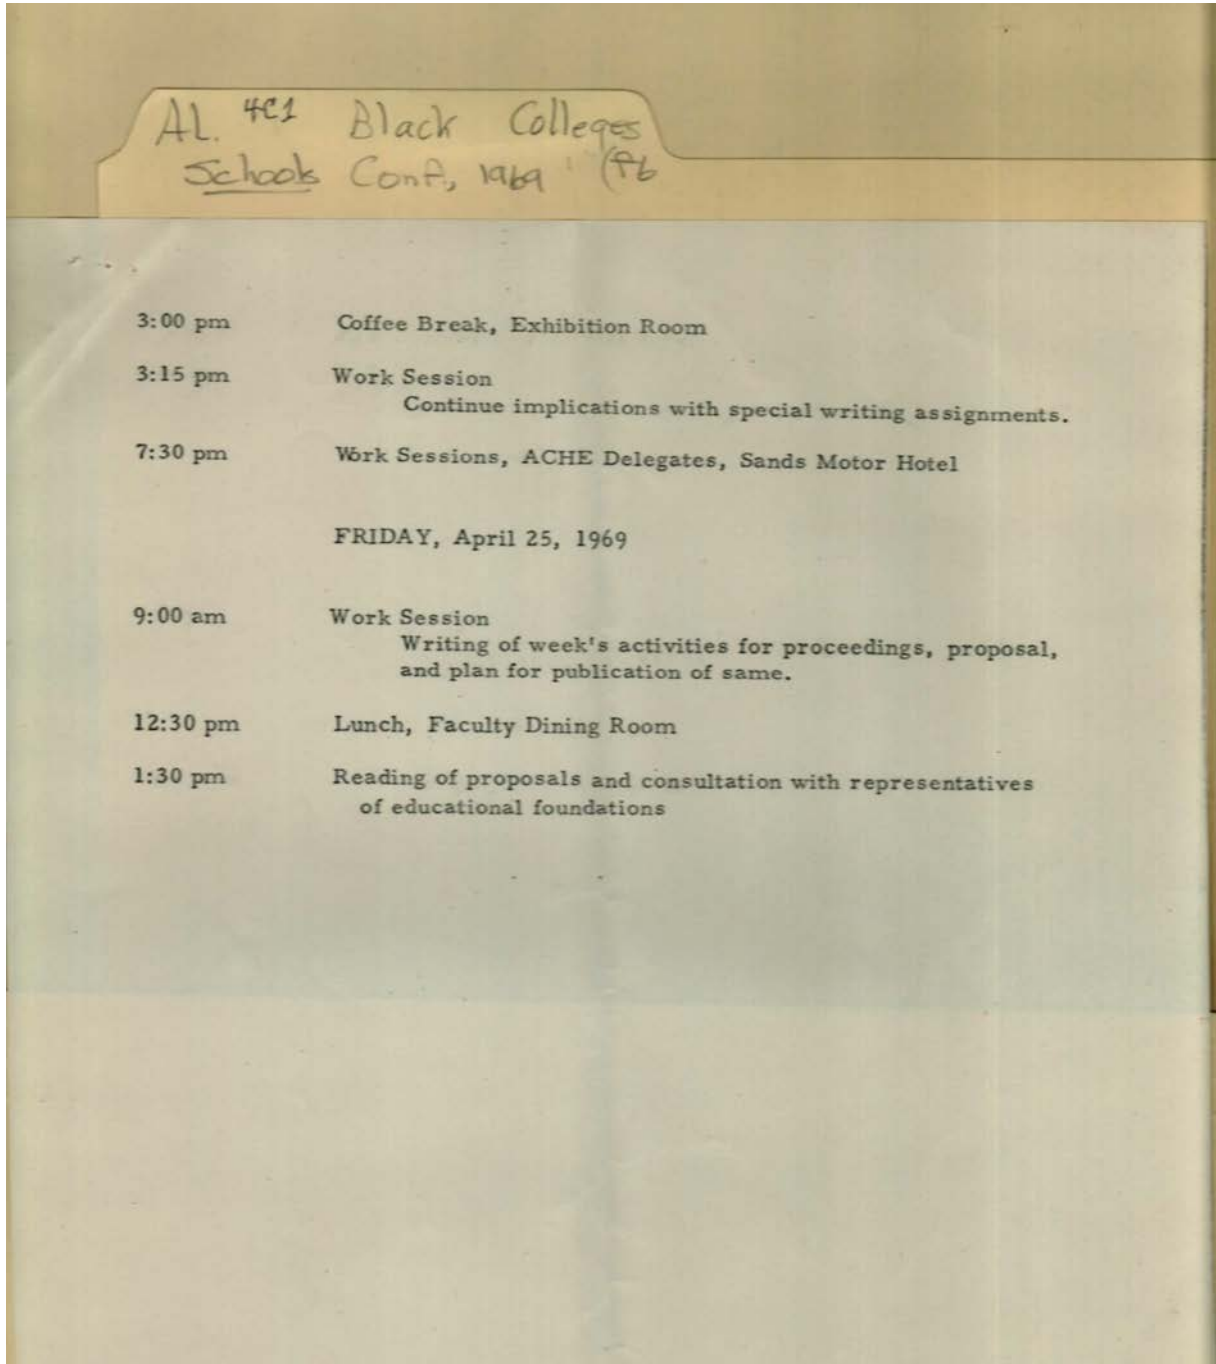 AL. 4C1 Black Colleges
Schools Conf., 1969
3:00 pm Coffee Break, Exhibition Room
3:15 pm Work Session
Continue implications with special writing assignments.
7:30 pm Work Sessions, ACHE Delegates, Sands Motor Hotel
FRIDAY, April 25, 1969
9:00 am Work Session
Writing of week's activities for proceedings, proposal,
and plan for publication of same.
12:30 pm Lunch, Faculty Dining Room
1:30 pm Reading of proposals and consultation with representatives
of educational foundations